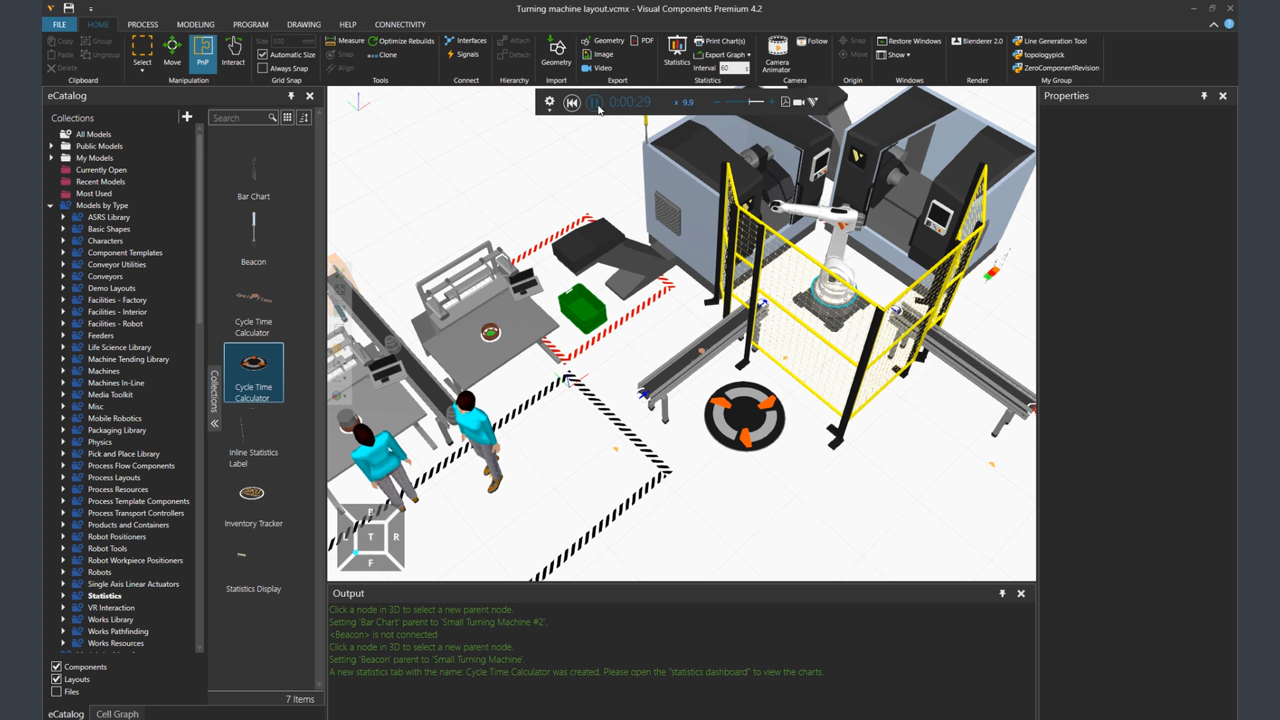 Turning machine layout.vcmx - Visual Components Premium 4.2
FILE
HOME
PROCESS
MODELING
PROGRAM
DRAWING
HELP
CONNECTIVITY
Copy
Group
Paste
Ungroup
Delete
Clipboard
Select
Move
PnP
Interact
Manipulation
Size 500 mm
Automatic Size
Always Snap
Grid Snap
Measure
Snap
Align
Optimize Rebuilds
Clone
Tools
Interfaces
Signals
Connect
Attach
Detach
Hierarchy
Geometry
Import
Geometry
PDF
Image
Video
Export
Statistics
Print Chart(s)
Export Graph
Interval 60
Statistics
Camera Animator
Follow
Camera
Snap
Move
Origin
Restore Windows
Show
Windows
Blenderer 2.0
Render
Line Generation Tool
topologypick
ZeroComponentRevision
My Group
eCatalog
Collections
All Models
Public Models
My Models
Currently Open
Recent Models
Most Used
Models by Type
ASRS Library
Basic Shapes
Characters
Component Templates
Conveyor Utilities
Conveyors
Demo Layouts
Facilities - Factory
Facilities - Interior
Facilities - Robot
Feeders
Life Science Library
Machine Tending Library
Machines
Machines In-Line
Media Toolkit
Misc
Mobile Robotics
Packaging Library
Physics
Pick and Place Library
Process Flow Components
Process Layouts
Process Resources
Process Template Components
Process Transport Controllers
Products and Containers
Robot Positioners
Robot Tools
Robot Workpiece Positioners
Robots
Single Axis Linear Actuators
Statistics
VR Interaction
Works Library
Works Pathfinding
Works Resources
Components
Layouts
Files
eCatalog
Cell Graph
Search
Collections
Bar Chart
Beacon
Cycle Time
Calculator
Cycle Time
Calculator
Inline Statistics
Label
Inventory Tracker
Statistics Display
7 Items
0:00:29
x 9.9
B
L
T
R
F
Output
Click a node in 3D to select a new parent node.
Setting 'Bar Chart' parent to 'Small Turning Machine #2'.
<Beacon> is not connected
Click a node in 3D to select a new parent node.
Setting 'Beacon' parent to 'Small Turning Machine'.
A new statistics tab with the name: Cycle Time Calculator was created. Please open the "statistics dashboard" to view the charts.
Properties